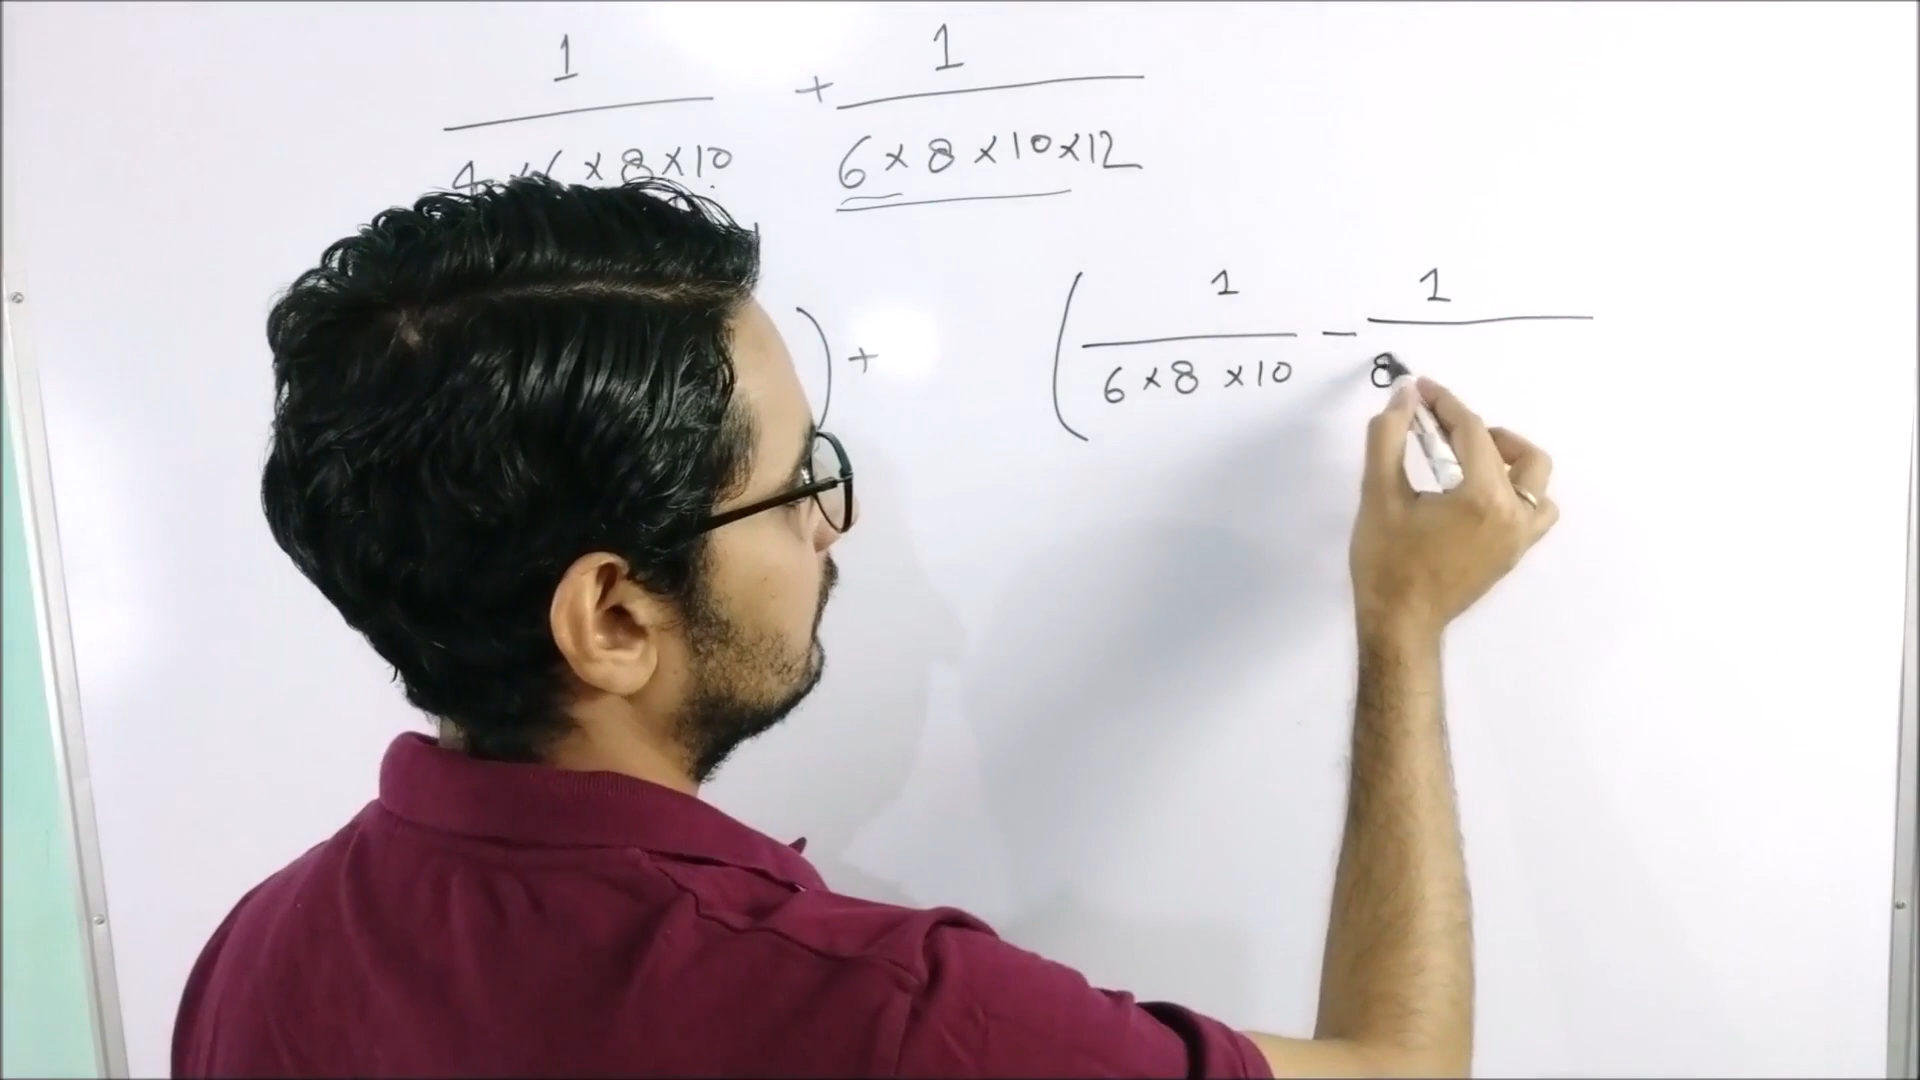 1 + 1
4 × 6 × 8 × 10 6 × 8 × 10 × 12
) + ( 1 − 1
6 × 8 × 10 8